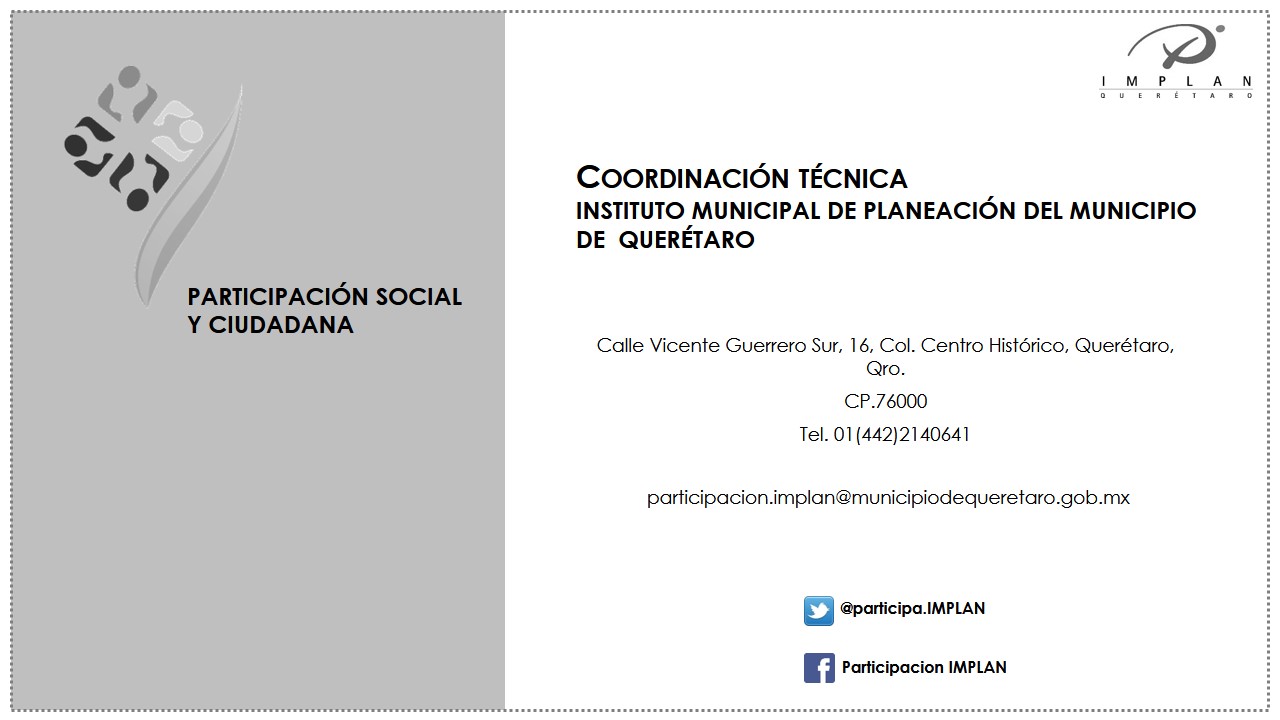 IMPLAN
QUERÉTARO
COORDINACIÓN TÉCNICA
INSTITUTO MUNICIPAL DE PLANEACIÓN DEL MUNICIPIO
DE QUERÉTARO
PARTICIPACIÓN SOCIAL
Y CIUDADANA
Calle Vicente Guerrero Sur, 16, Col. Centro Histórico, Querétaro,
Qro.
CP.76000
Tel. 01(442)2140641
participacion.implan@municipiodequeretaro.gob.mx
@participa.IMPLAN
Participacion IMPLAN